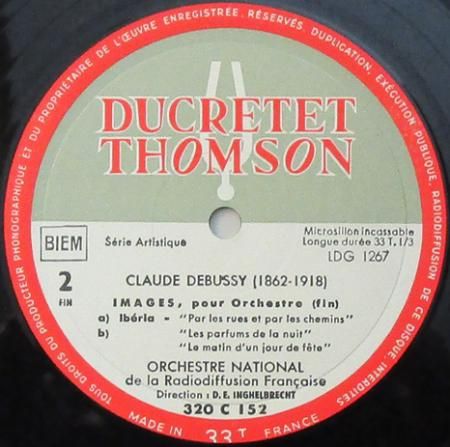 TOUS DROITS DU PRODUCTEUR PHONOGRAPHIQUE ET DU PROPRIETAIRE DE L'ŒUVRE ENREGISTRÉE, RÉSERVÉS, DUPLICATION, EXÉCUTION PUBLIQUE, RADIODIFFUSION DE CE DISQUE, INTERDITES
DUCRETET
THOMSON
BIEM
Série Artistique
Microsillon incassable
Longue durée 33 T. 1/3
LDG 1267
2
FIN
CLAUDE DEBUSSY (1862-1918)
IMAGES, pour Orchestre (fin)
a) Ibéria - "Par les rues et par les chemins"
b) "Les parfums de la nuit"
"Le matin d'un jour de fête"
ORCHESTRE NATIONAL
de la Radiodiffusion Française
Direction : D. E. INGHELBRECHT
320 C 152
MADE IN FRANCE
33 T